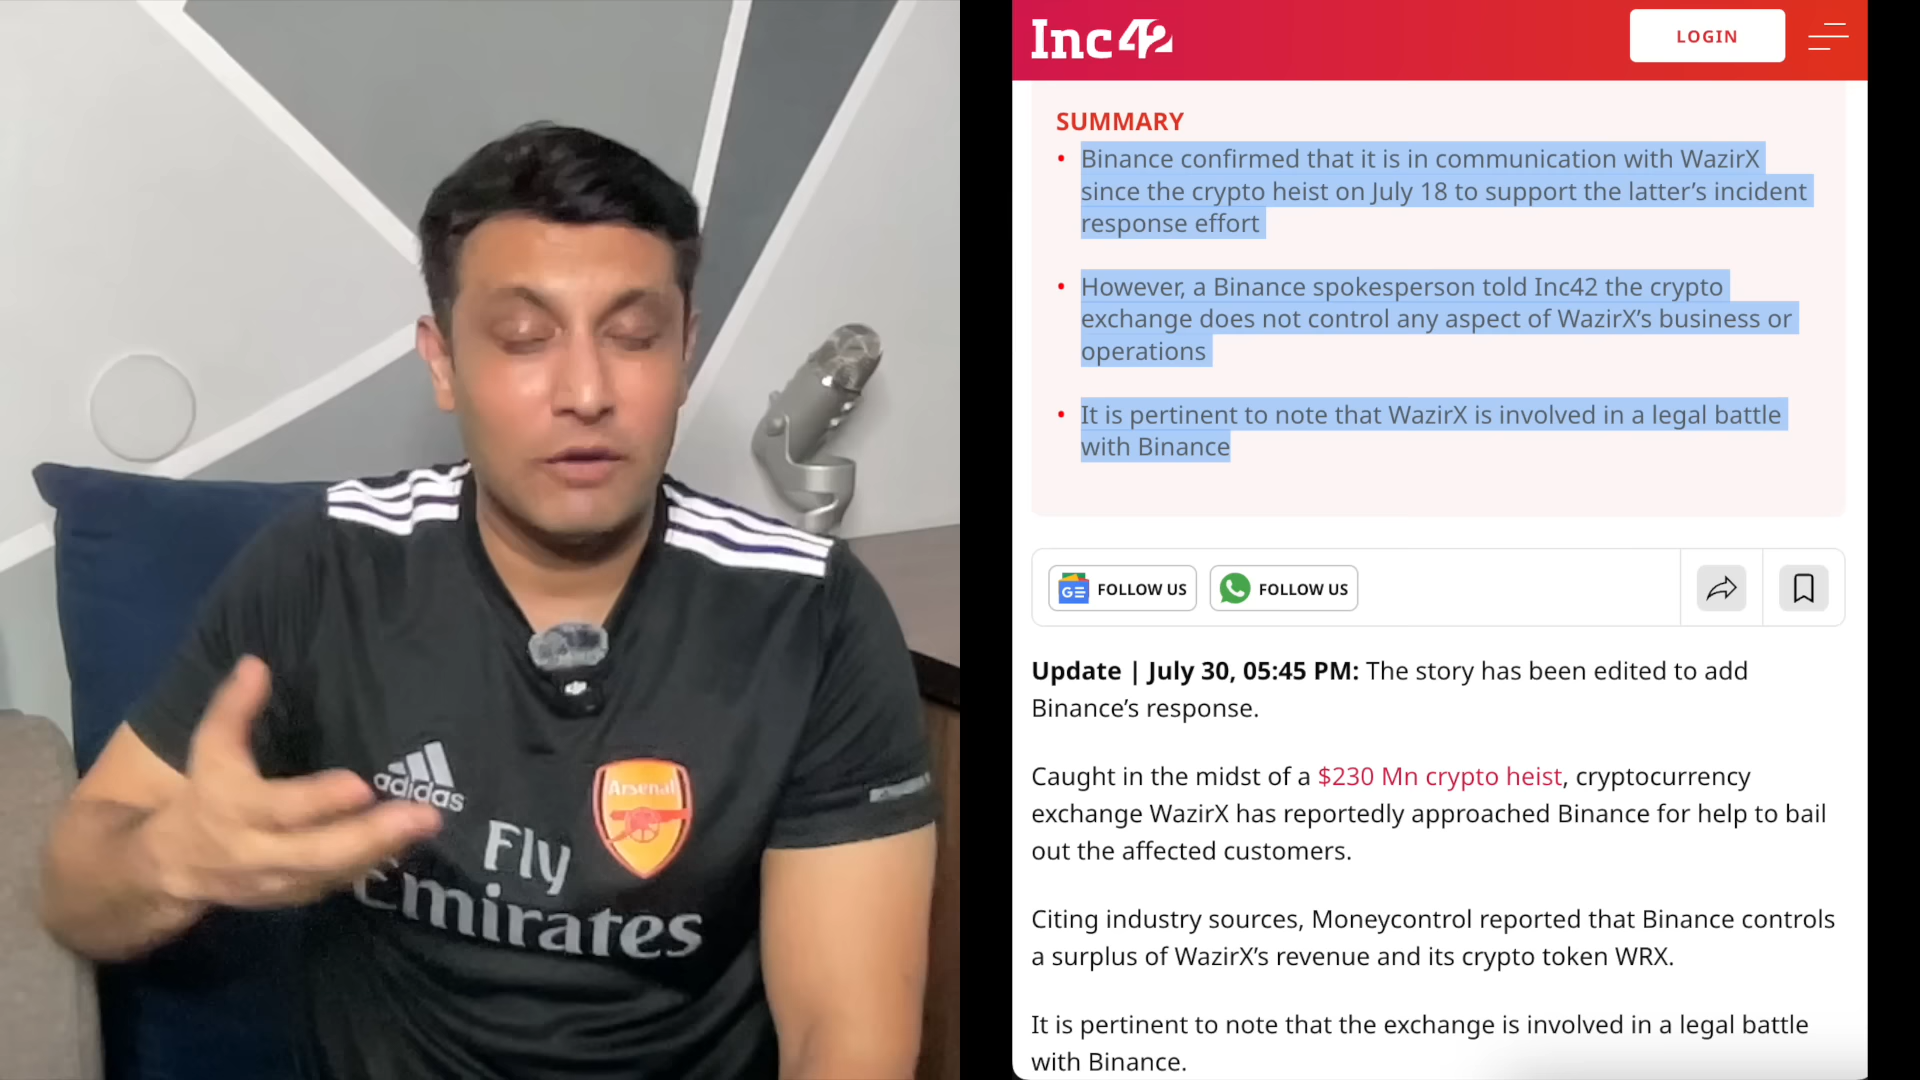 adidas
Arsenal
Fly
Emirates
Inc42
LOGIN
SUMMARY
• Binance confirmed that it is in communication with WazirX
since the crypto heist on July 18 to support the latter’s incident
response effort
• However, a Binance spokesperson told Inc42 the crypto
exchange does not control any aspect of WazirX’s business or
operations
• It is pertinent to note that WazirX is involved in a legal battle
with Binance
FOLLOW US
FOLLOW US
Update | July 30, 05:45 PM: The story has been edited to add
Binance’s response.
Caught in the midst of a $230 Mn crypto heist, cryptocurrency
exchange WazirX has reportedly approached Binance for help to bail
out the affected customers.
Citing industry sources, Moneycontrol reported that Binance controls
a surplus of WazirX’s revenue and its crypto token WRX.
It is pertinent to note that the exchange is involved in a legal battle
with Binance.